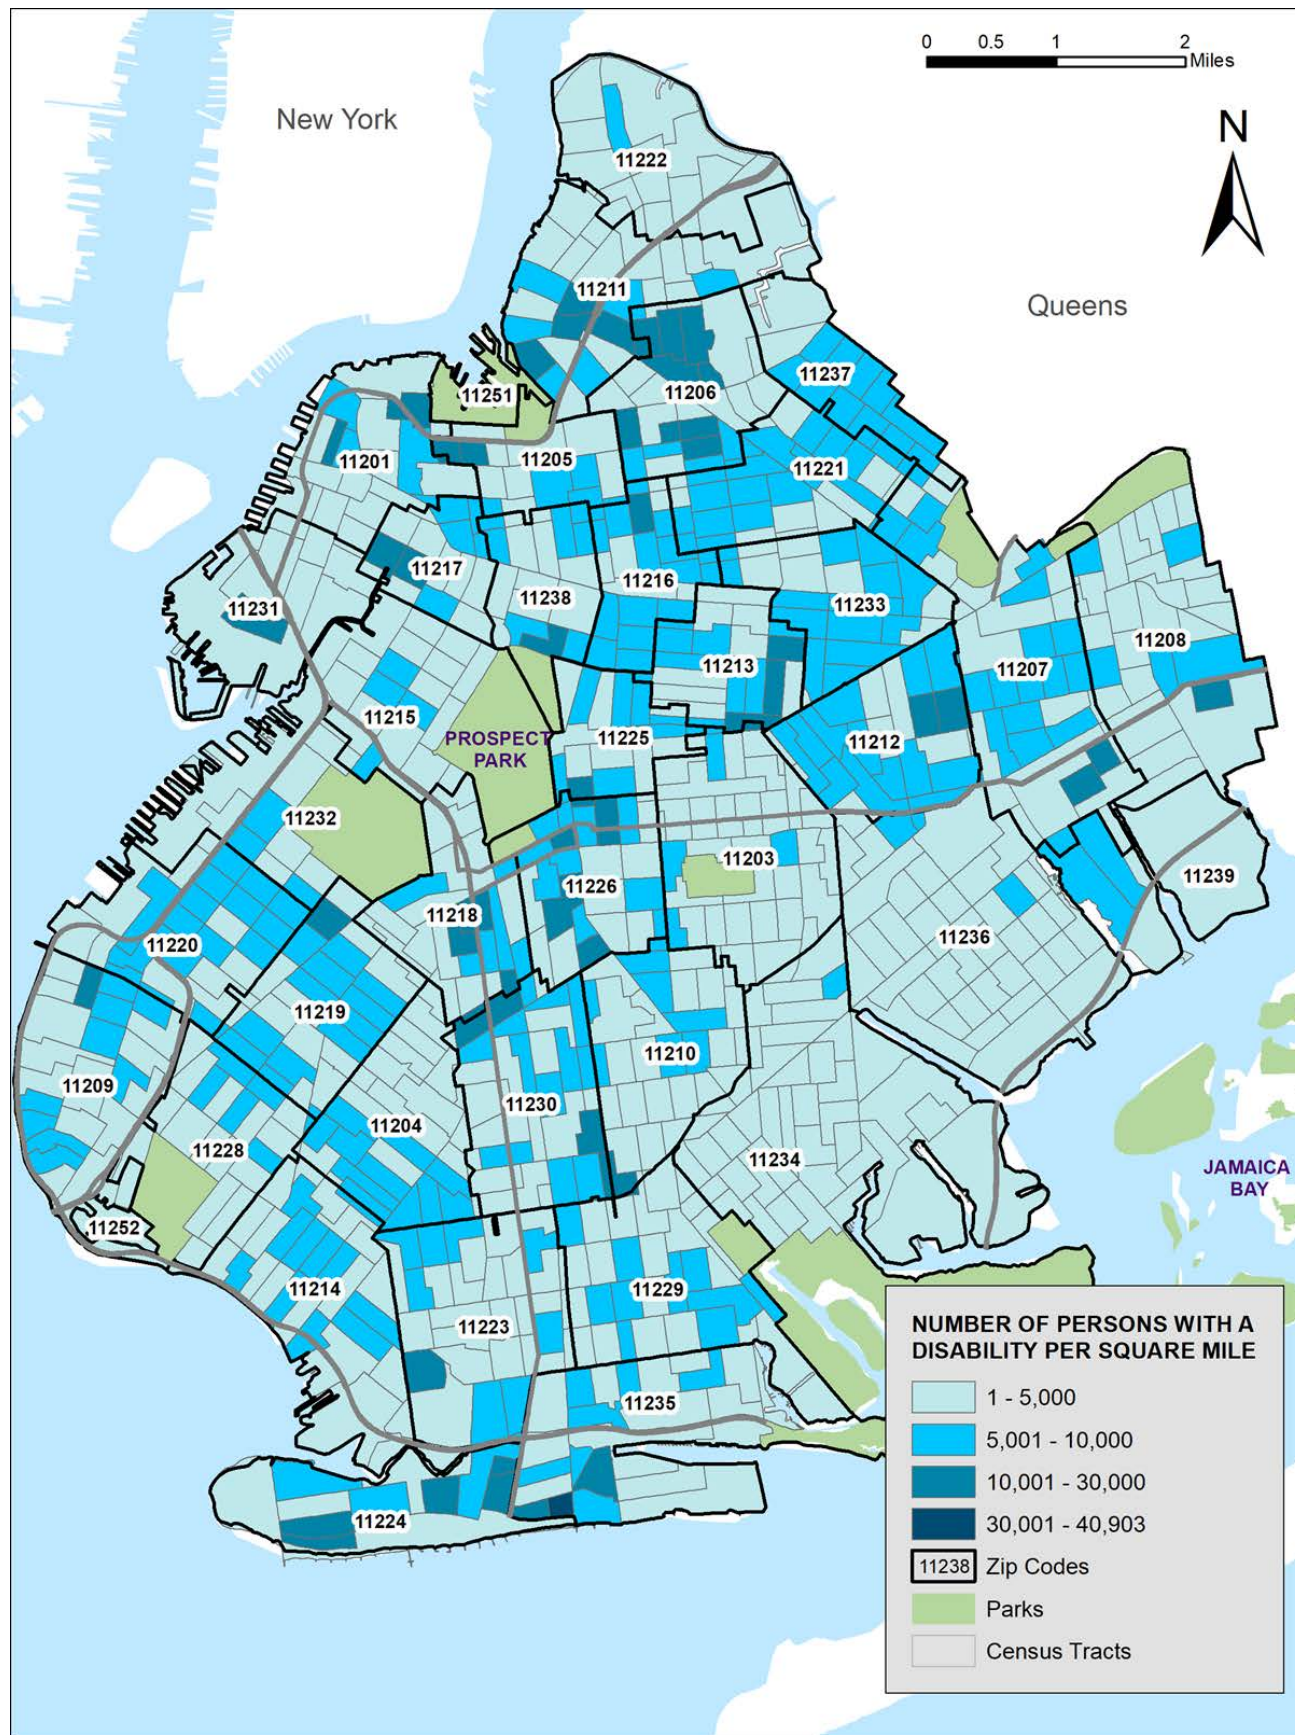 0 0.5 1 2
Miles
New York
N
11222
Queens
11211
11237
11251
11206
11201
11205
11221
11217
11216
11238
11233
11231
11208
11213
11207
11215
PROSPECT
PARK
11225
11212
11232
11203
11239
11226
11218
11236
11220
11219
11210
11209
11230
11204
11228
11234
JAMAICA
BAY
11252
11214
11229
11223
11235
11224
NUMBER OF PERSONS WITH A
DISABILITY PER SQUARE MILE
1 - 5,000
5,001 - 10,000
10,001 - 30,000
30,001 - 40,903
11238 Zip Codes
Parks
Census Tracts